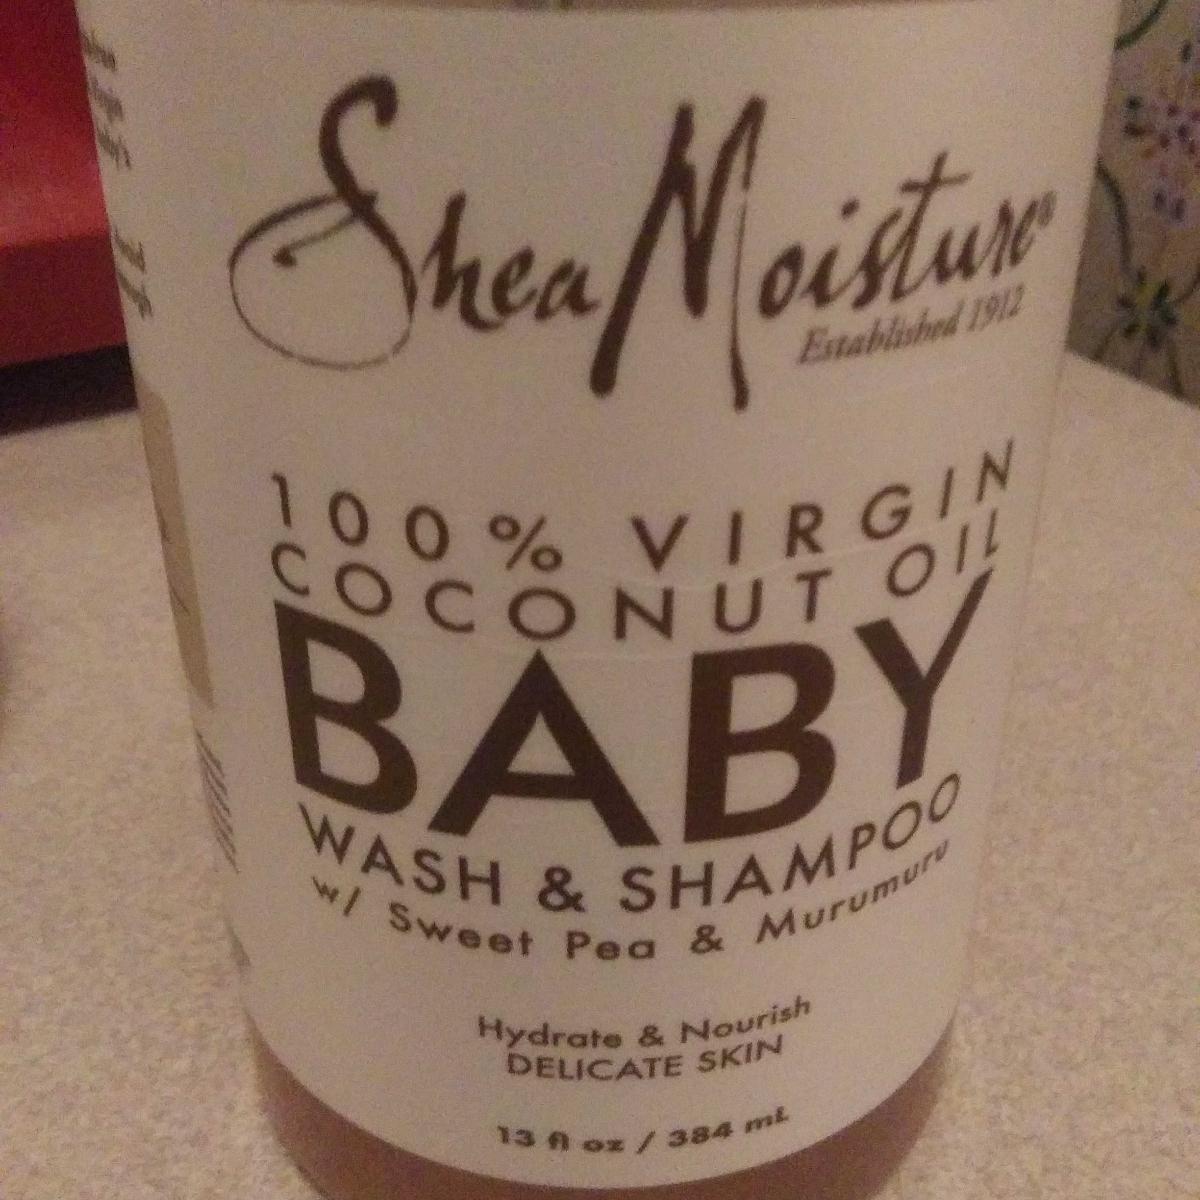 SheaMoisture®
Established 1912
100% VIRGIN
COCONUT OIL
BABY
WASH & SHAMPOO
w/ Sweet Pea & Murumuru
Hydrate & Nourish
DELICATE SKIN
13 fl oz / 384 mL